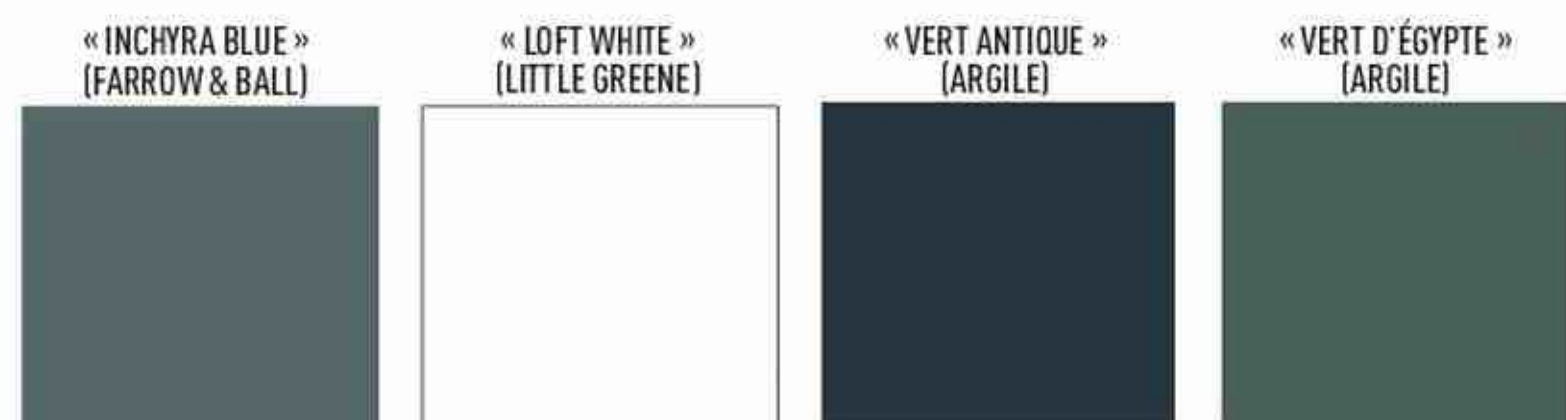 « INCHYRA BLUE »
(FARROW & BALL)
« LOFT WHITE »
(LITTLE GREENE)
« VERT ANTIQUE »
(ARGILE)
« VERT D'ÉGYPTE »
(ARGILE)